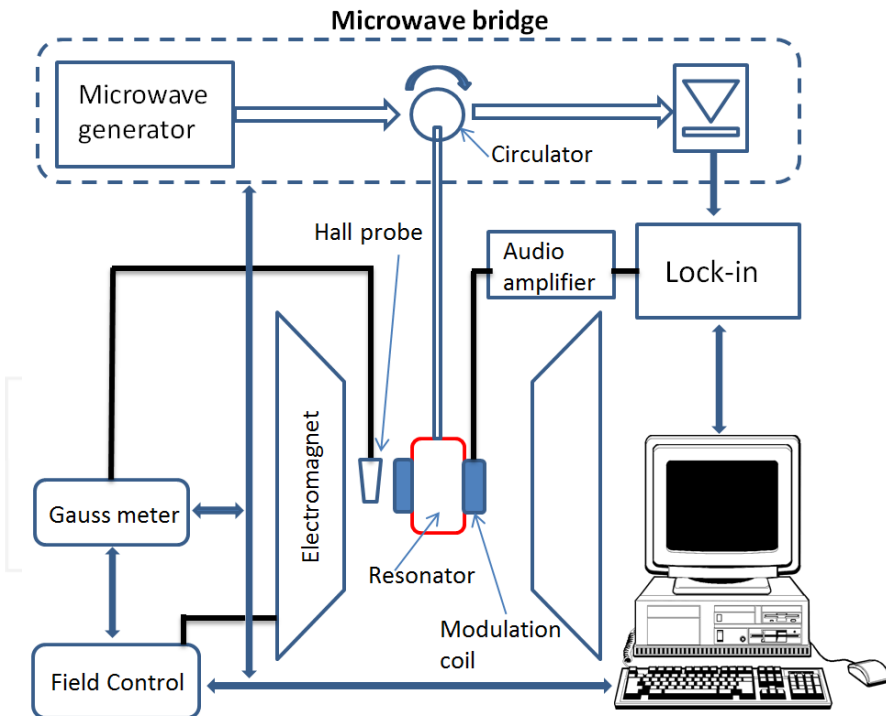 Microwave bridge
Microwave
generator
Circulator
Hall probe
Audio
amplifier
Lock-in
Electromagnet
Gauss meter
Resonator
Modulation
coil
Field Control